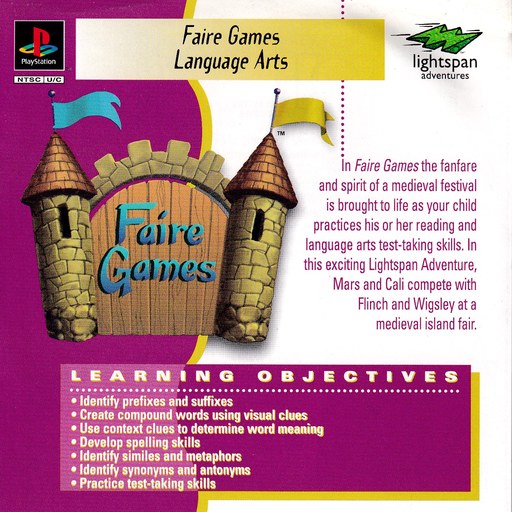 PlayStation
NTSC U/C
Faire Games
Language Arts
lightspan
adventures
TM
Faire
Games
In Faire Games the fanfare
and spirit of a medieval festival
is brought to life as your child
practices his or her reading and
language arts test-taking skills. In
this exciting Lightspan Adventure,
Mars and Cali compete with
Flinch and Wigsley at a
medieval island fair.
LEARNING OBJECTIVES
• Identify prefixes and suffixes
• Create compound words using visual clues
• Use context clues to determine word meaning
• Develop spelling skills
• Identify similes and metaphors
• Identify synonyms and antonyms
• Practice test-taking skills